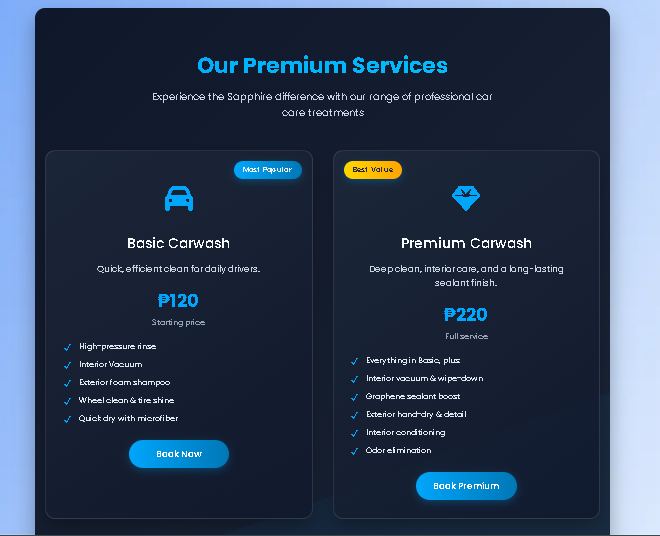 Our Premium Services
Experience the Sapphire difference with our range of professional car
care treatments
Most Popular
Basic Carwash
Quick, efficient clean for daily drivers.
₱120
Starting price
High-pressure rinse
Interior Vacuum
Exterior foam shampoo
Wheel clean & tire shine
Quick dry with microfiber
Book Now
Best Value
Premium Carwash
Deep clean, interior care, and a long-lasting
sealant finish.
₱220
Full service
Everything in Basic, plus:
Interior vacuum & wipe-down
Graphene sealant boost
Exterior hand-dry & detail
Interior conditioning
Odor elimination
Book Premium